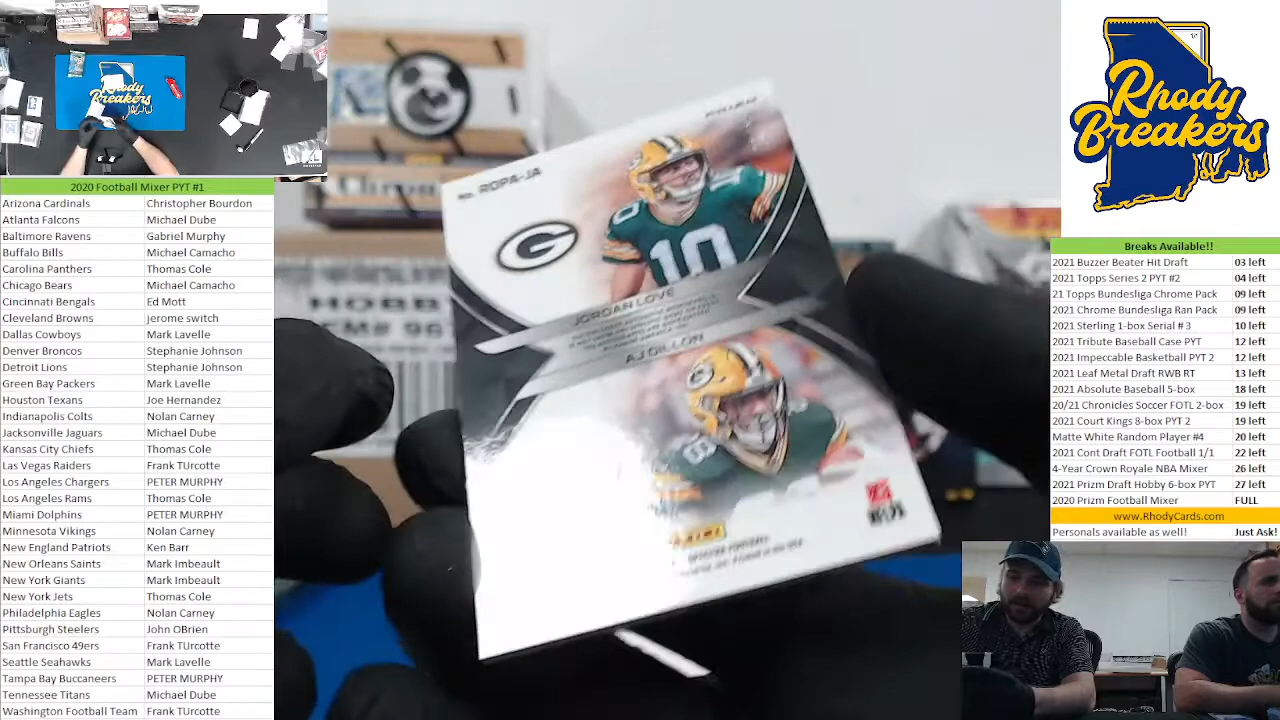 Rhody
Breakers
2020 Football Mixer PYT #1
Arizona Cardinals Christopher Bourdon
Atlanta Falcons Michael Dube
Baltimore Ravens Gabriel Murphy
Buffalo Bills Michael Camacho
Carolina Panthers Thomas Cole
Chicago Bears Michael Camacho
Cincinnati Bengals Ed Mott
Cleveland Browns jerome switch
Dallas Cowboys Mark Lavelle
Denver Broncos Stephanie Johnson
Detroit Lions Stephanie Johnson
Green Bay Packers Mark Lavelle
Houston Texans Joe Hernandez
Indianapolis Colts Nolan Carney
Jacksonville Jaguars Michael Dube
Kansas City Chiefs Thomas Cole
Las Vegas Raiders Frank TUrcotte
Los Angeles Chargers PETER MURPHY
Los Angeles Rams Thomas Cole
Miami Dolphins PETER MURPHY
Minnesota Vikings Nolan Carney
New England Patriots Ken Barr
New Orleans Saints Mark Imbeault
New York Giants Mark Imbeault
New York Jets Thomas Cole
Philadelphia Eagles Nolan Carney
Pittsburgh Steelers John OBrien
San Francisco 49ers Frank TUrcotte
Seattle Seahawks Mark Lavelle
Tampa Bay Buccaneers PETER MURPHY
Tennessee Titans Michael Dube
Washington Football Team Frank TUrcotte
No. RDPA-JA
G
10
10
JORDAN LOVE
AJ DILLON
G
PANINI
HOBB
Rhody
Breakers
Breaks Available!!
2021 Buzzer Beater Hit Draft 03 left
2021 Topps Series 2 PYT #2 04 left
21 Topps Bundesliga Chrome Pack 09 left
2021 Chrome Bundesliga Ran Pack 09 left
2021 Sterling 1-box Serial # 3 10 left
2021 Tribute Baseball Case PYT 12 left
2021 Impeccable Basketball PYT 2 12 left
2021 Leaf Metal Draft RWB RT 13 left
2021 Absolute Baseball 5-box 18 left
20/21 Chronicles Soccer FOTL 2-box 19 left
2021 Court Kings 8-box PYT 2 19 left
Matte White Random Player #4 20 left
2021 Cont Draft FOTL Football 1/1 22 left
4-Year Crown Royale NBA Mixer 26 left
2021 Prizm Draft Hobby 6-box PYT 27 left
2020 Prizm Football Mixer FULL
www.RhodyCards.com
Personals available as well! Just Ask!